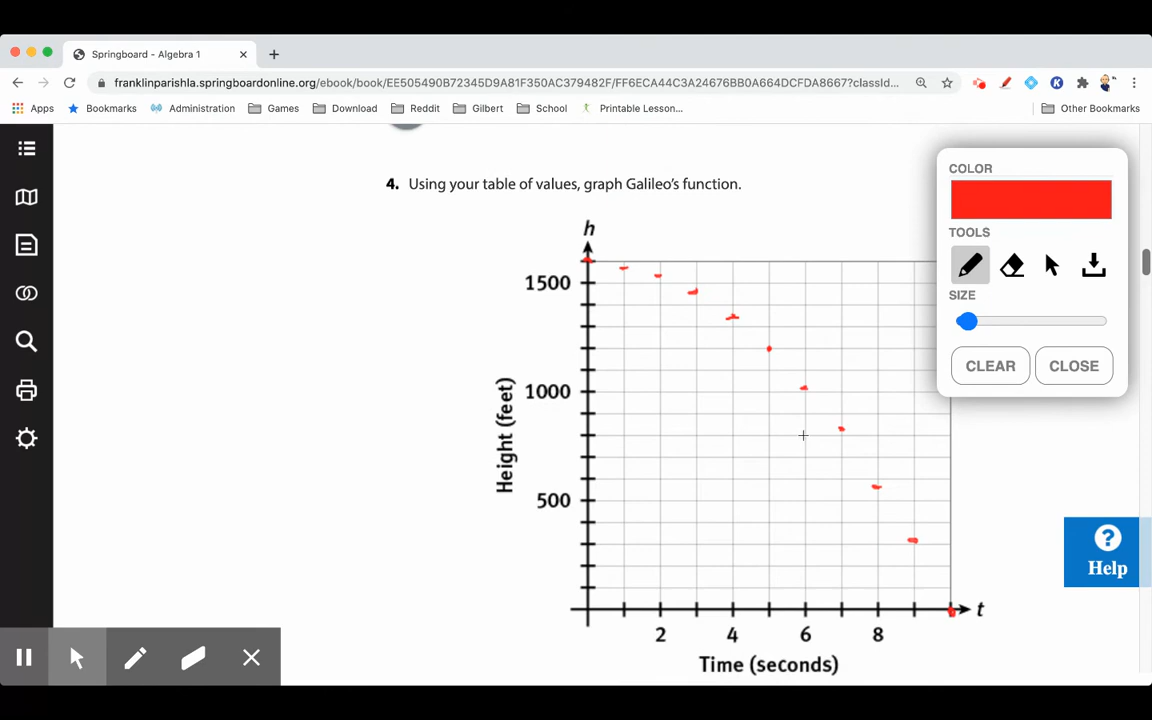 Springboard - Algebra 1
franklinparishla.springboardonline.org/ebook/book/EE505490B72345D9A81F350AC379482F/FF6ECA44C3A24676BB0A664DCFDA8667?classId...
Apps Bookmarks Administration Games Download Reddit Gilbert School Printable Lesson... Other Bookmarks
4. Using your table of values, graph Galileo's function.
COLOR
TOOLS
SIZE
CLEAR CLOSE
h
1500
1000
500
Height (feet)
t
2 4 6 8
Time (seconds)
?
Help